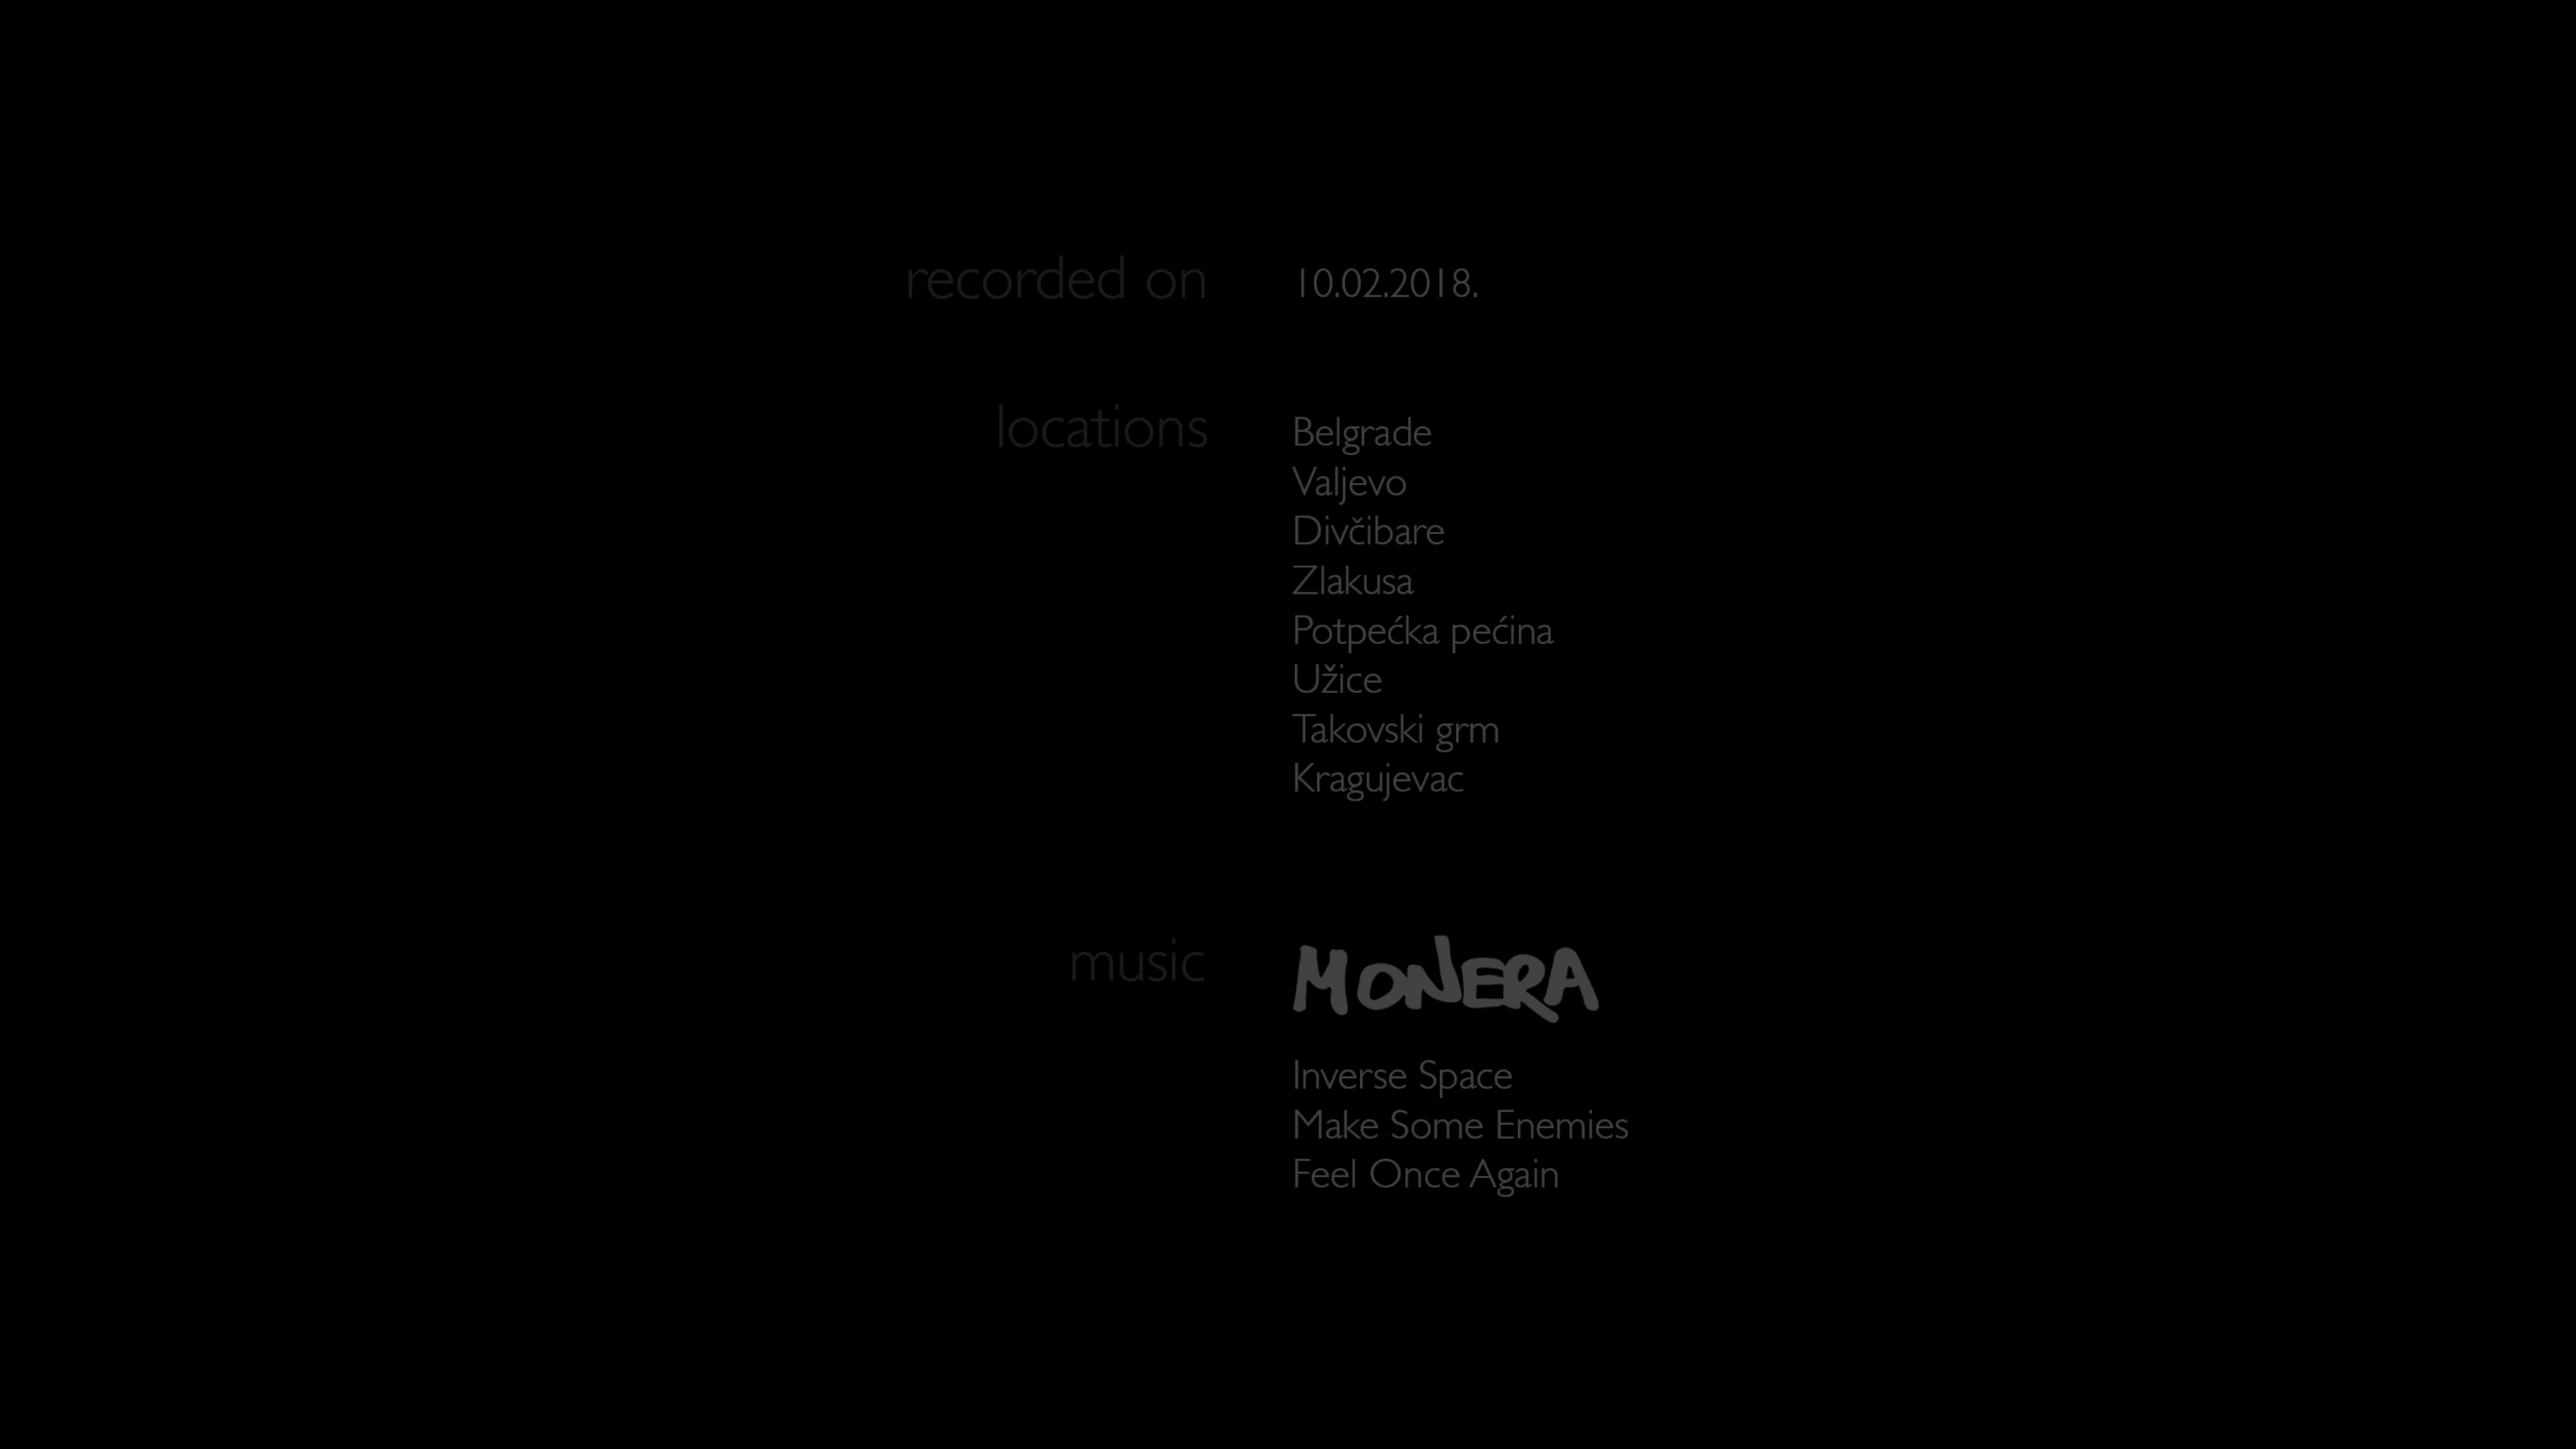 recorded on 10.02.2018.
locations Belgrade
Valjevo
Divčibare
Zlakusa
Potpećka pećina
Užice
Takovski grm
Kragujevac
music MONERA
Inverse Space
Make Some Enemies
Feel Once Again